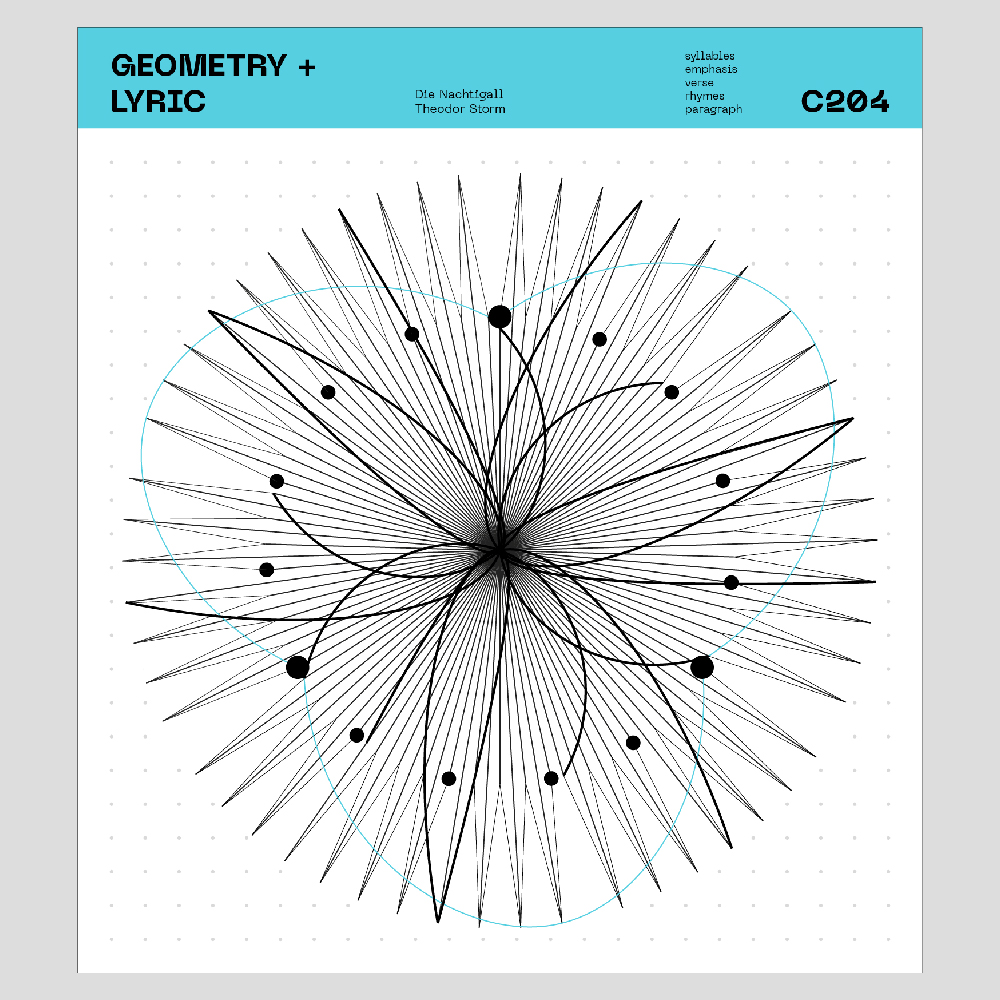 GEOMETRY +
LYRIC
Die Nachtigall
Theodor Storm
syllables
emphasis
verse
rhymes
paragraph
C204